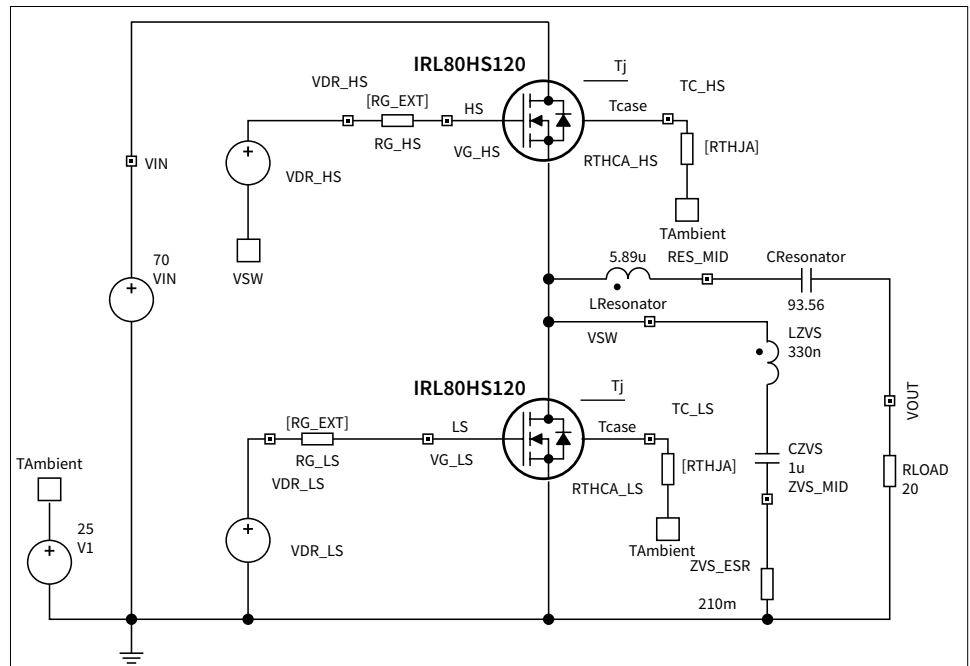 IRL80HS120
Tj
VDR_HS
TC_HS
[RG_EXT]
HS
Tcase
RG_HS
VG_HS
RTHCA_HS
[RTHJA]
VIN
VDR_HS
VSW
TAmbient
70
VIN
5.89u
RES_MID
CResonator
LResonator
93.56
VSW
LZVS
330n
IRL80HS120
Tj
TC_LS
VOUT
[RG_EXT]
LS
Tcase
RG_LS
VG_LS
VDR_LS
RTHCA_LS
[RTHJA]
CZVS
1u
ZVS_MID
RLOAD
20
TAmbient
25
V1
VDR_LS
TAmbient
ZVS_ESR
210m